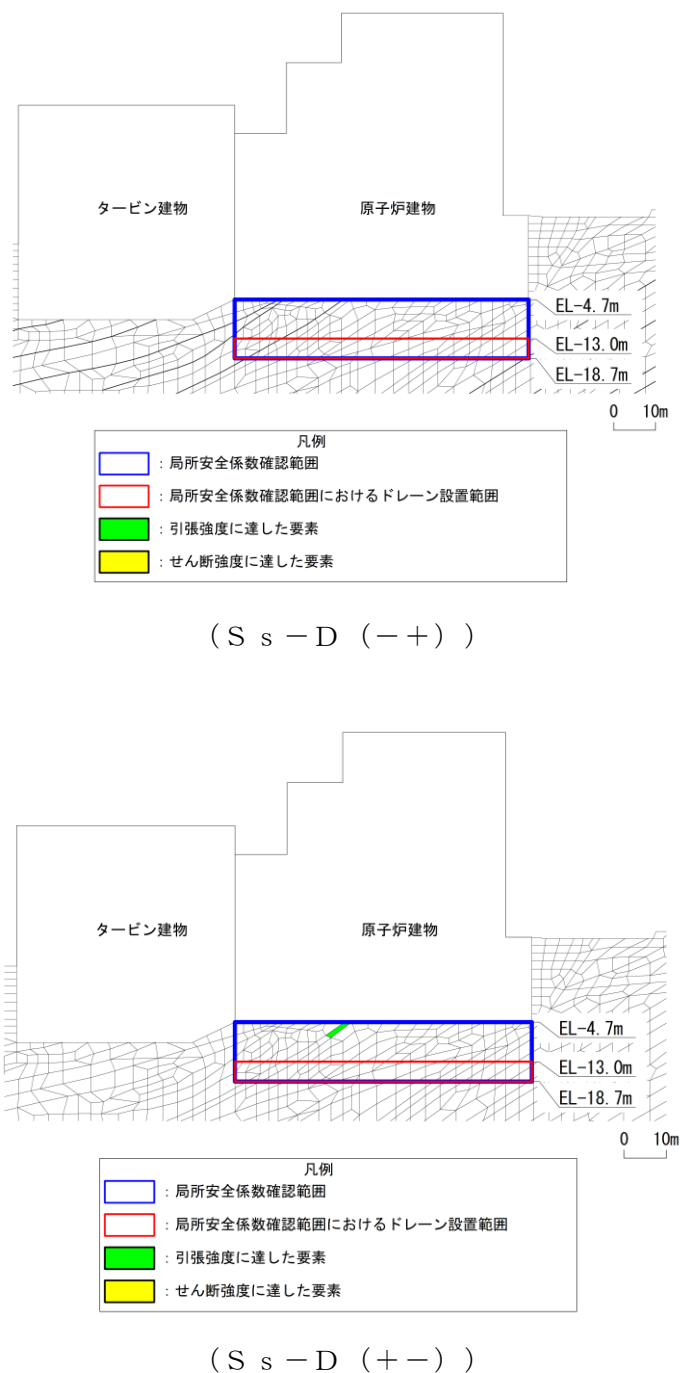 タービン建物
原子炉建物
EL-4.7m
EL-13.0m
EL-18.7m
0 10m
凡例
：局所安全係数確認範囲
：局所安全係数確認範囲におけるドレーン設置範囲
：引張強度に達した要素
：せん断強度に達した要素
（Ｓｓ－Ｄ（－＋））
タービン建物
原子炉建物
EL-4.7m
EL-13.0m
EL-18.7m
0 10m
凡例
：局所安全係数確認範囲
：局所安全係数確認範囲におけるドレーン設置範囲
：引張強度に達した要素
：せん断強度に達した要素
（Ｓｓ－Ｄ（＋－））